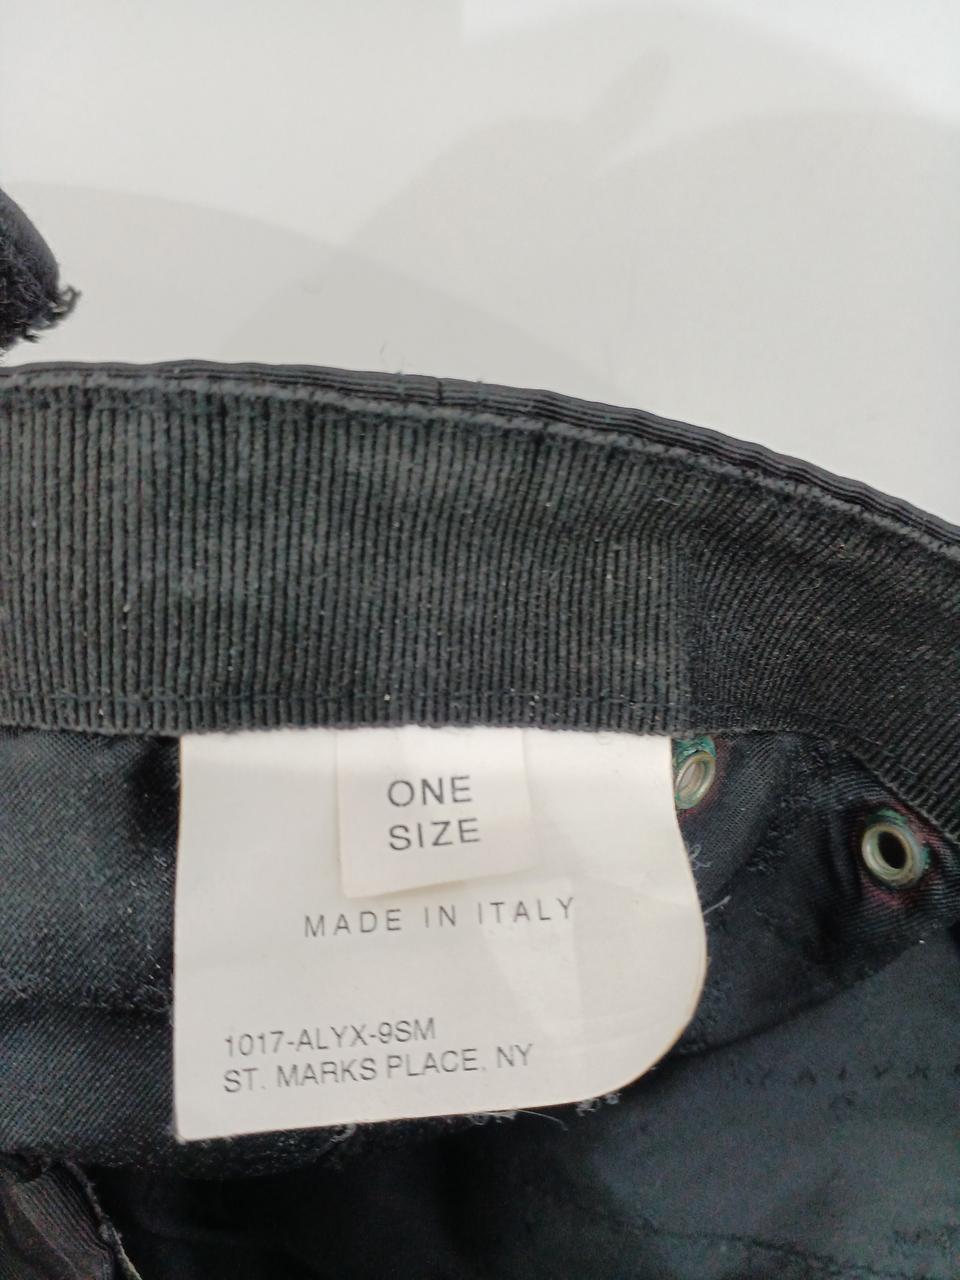 ONE
SIZE
MADE IN ITALY
1017-ALYX-9SM
ST. MARKS PLACE, NY